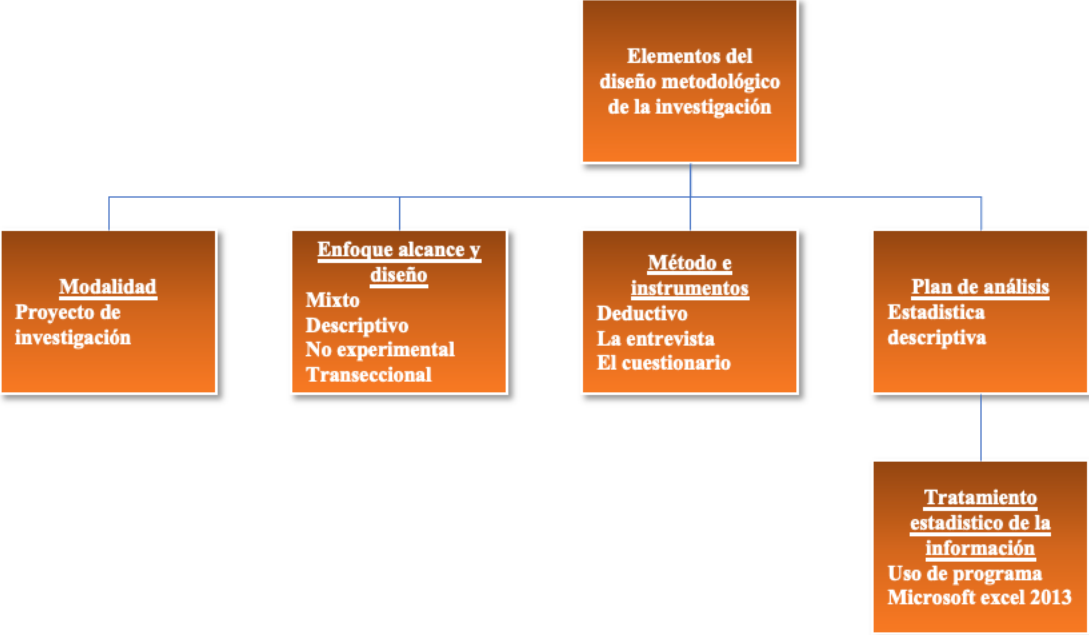 Elementos del
diseño metodológico
de la investigación
Modalidad
Proyecto de
investigación
Enfoque alcance y
diseño
Mixto
Descriptivo
No experimental
Transeccional
Método e
instrumentos
Deductivo
La entrevista
El cuestionario
Plan de análisis
Estadistica
descriptiva
Tratamiento
estadistico de la
información
Uso de programa
Microsoft excel 2013